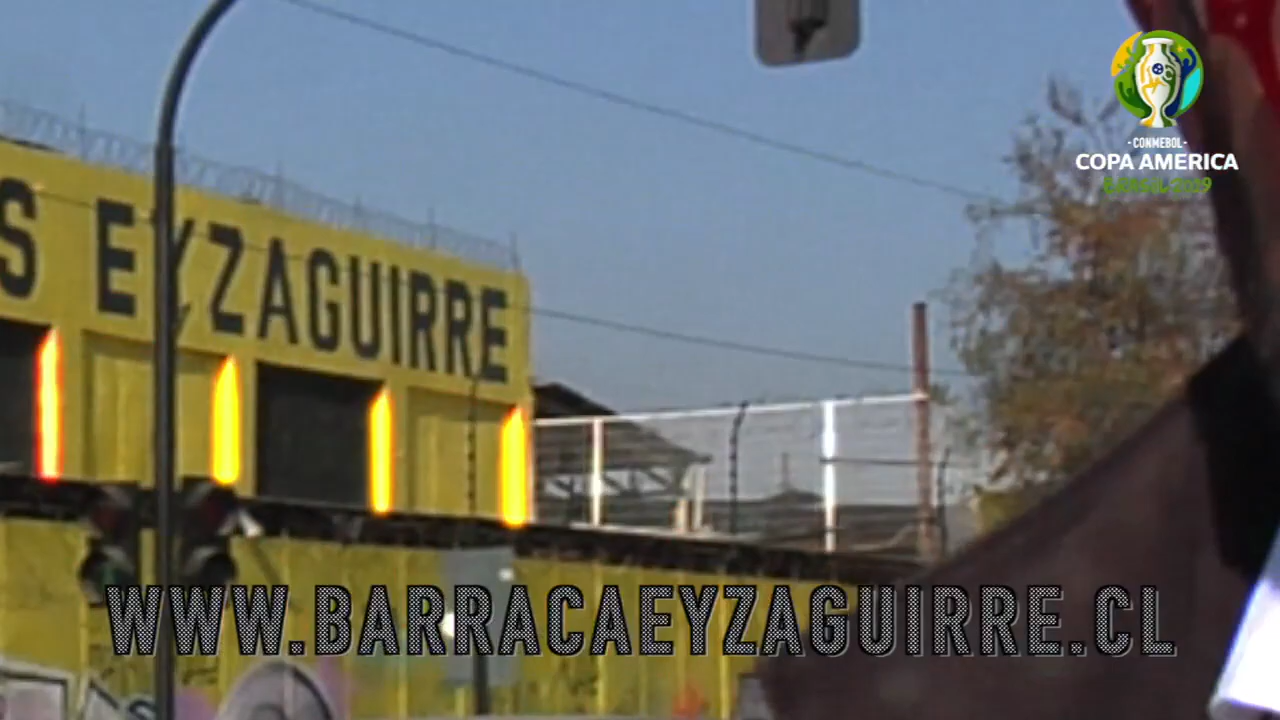 -CONMEBOL-
COPA AMERICA
BRASIL 2019
S EYZAGUIRRE
WWW.BARRACAEYZAGUIRRE.CL